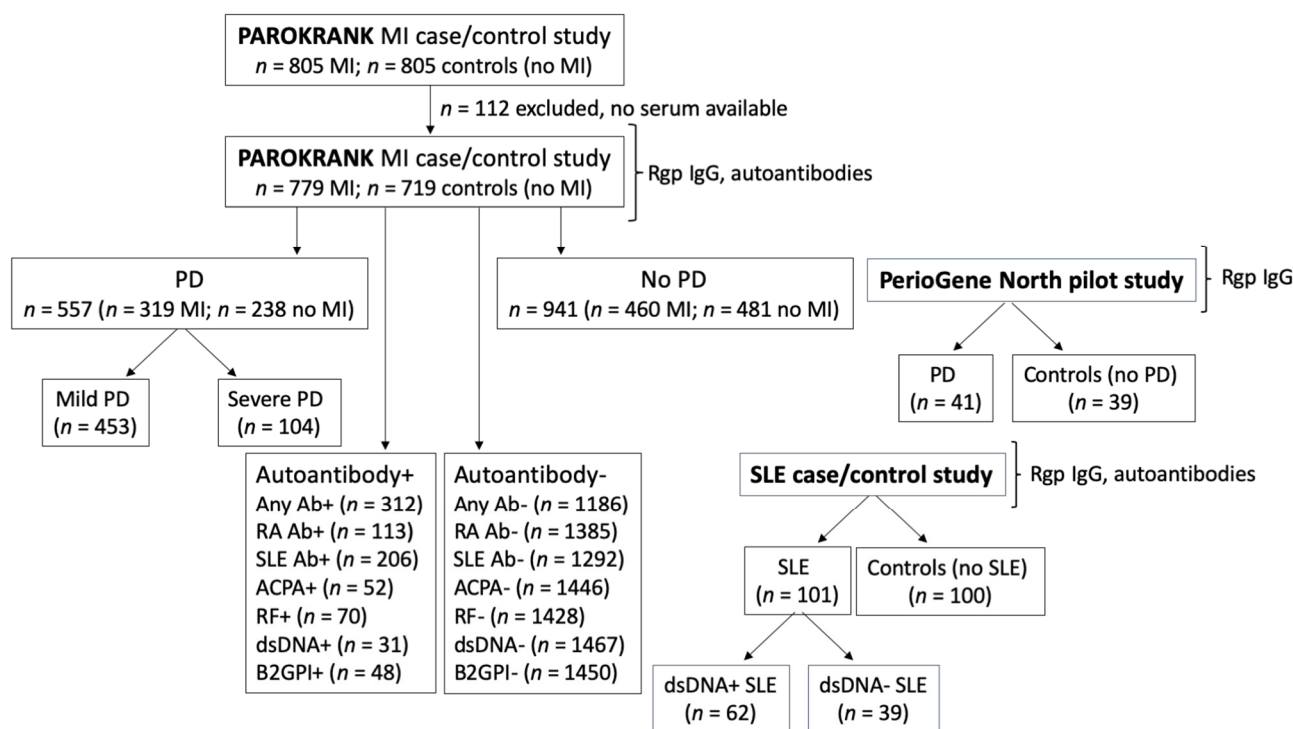 PAROKRANK MI case/control study
n = 805 MI; n = 805 controls (no MI)
n = 112 excluded, no serum available
PAROKRANK MI case/control study
n = 779 MI; n = 719 controls (no MI)
Rgp IgG, autoantibodies
PD
n = 557 (n = 319 MI; n = 238 no MI)
No PD
n = 941 (n = 460 MI; n = 481 no MI)
Mild PD
(n = 453)
Severe PD
(n = 104)
Autoantibody+
Any Ab+ (n = 312)
RA Ab+ (n = 113)
SLE Ab+ (n = 206)
ACPA+ (n = 52)
RF+ (n = 70)
dsDNA+ (n = 31)
B2GPI+ (n = 48)
Autoantibody-
Any Ab- (n = 1186)
RA Ab- (n = 1385)
SLE Ab- (n = 1292)
ACPA- (n = 1446)
RF- (n = 1428)
dsDNA- (n = 1467)
B2GPI- (n = 1450)
PerioGene North pilot study
Rgp IgG
PD
(n = 41)
Controls (no PD)
(n = 39)
SLE case/control study
Rgp IgG, autoantibodies
SLE
(n = 101)
Controls (no SLE)
(n = 100)
dsDNA+ SLE
(n = 62)
dsDNA- SLE
(n = 39)